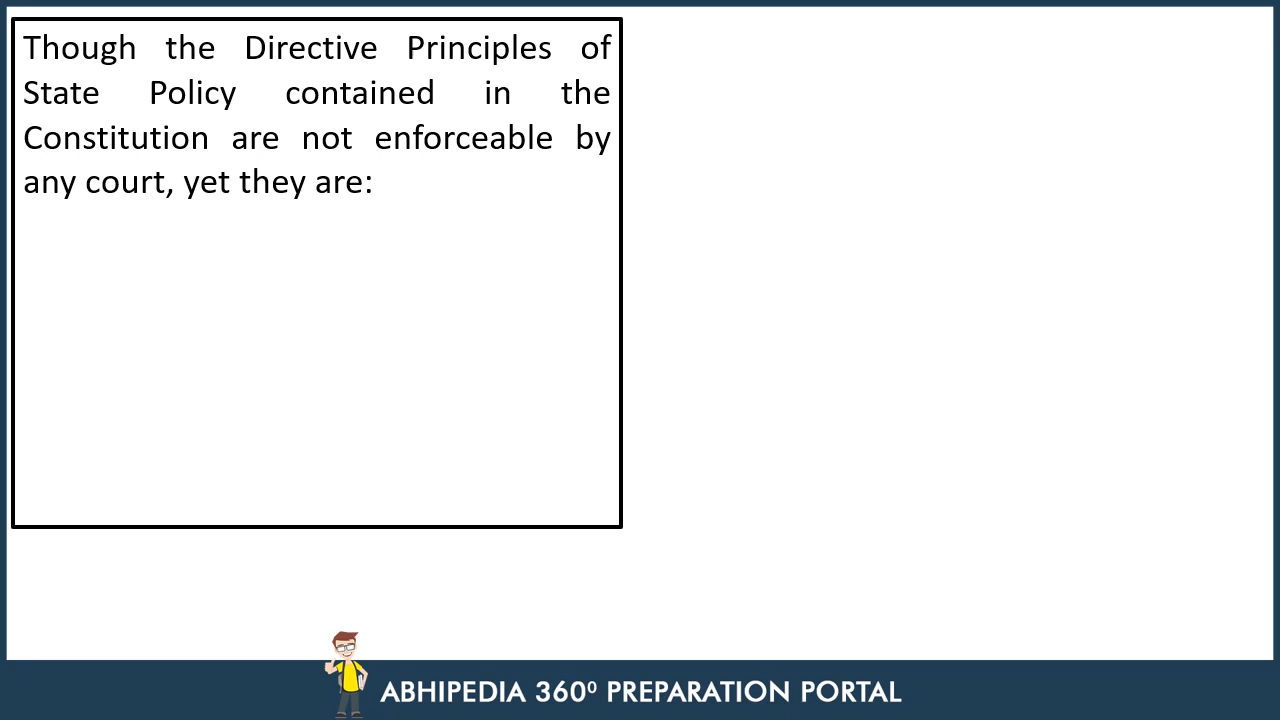 Though the Directive Principles of
State Policy contained in the
Constitution are not enforceable by
any court, yet they are:
ABHIPEDIA 360⁰ PREPARATION PORTAL